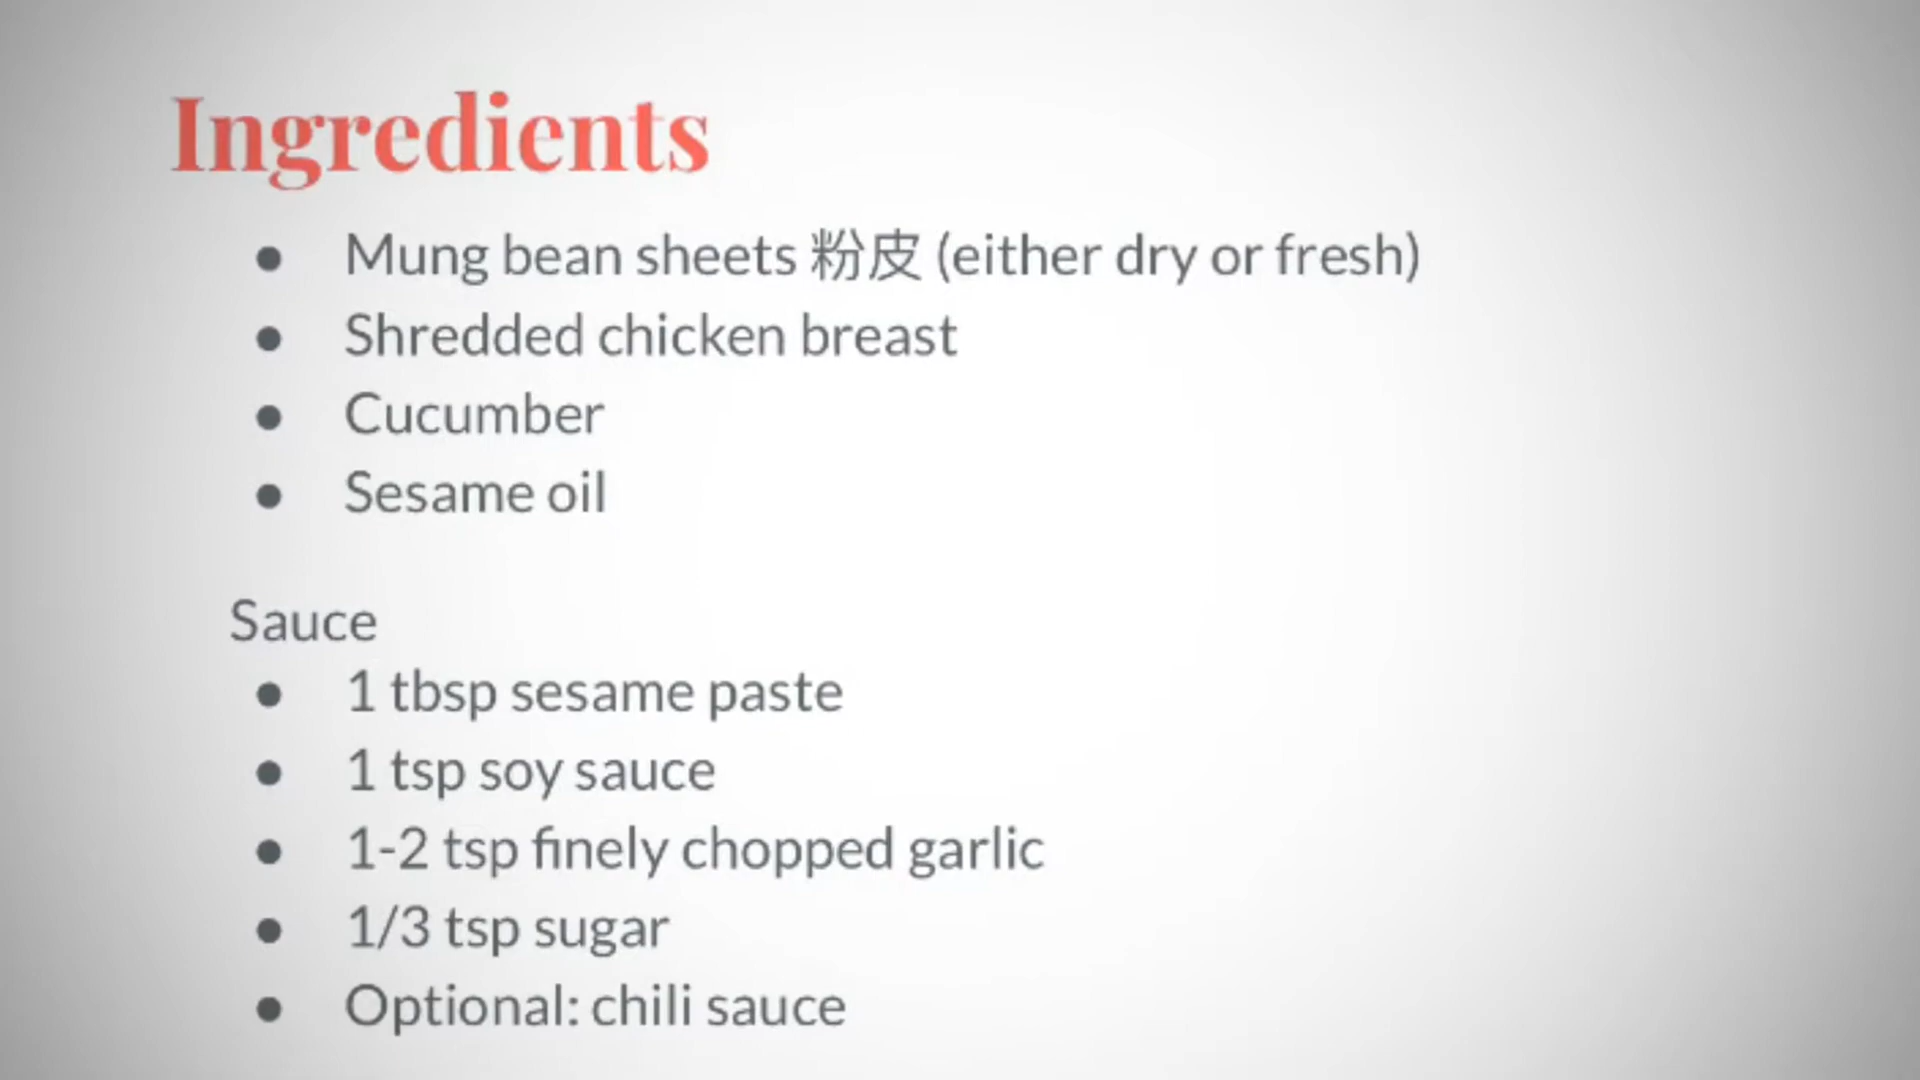 Ingredients
● Mung bean sheets 粉皮 (either dry or fresh)
● Shredded chicken breast
● Cucumber
● Sesame oil
Sauce
● 1 tbsp sesame paste
● 1 tsp soy sauce
● 1-2 tsp finely chopped garlic
● 1/3 tsp sugar
● Optional: chili sauce